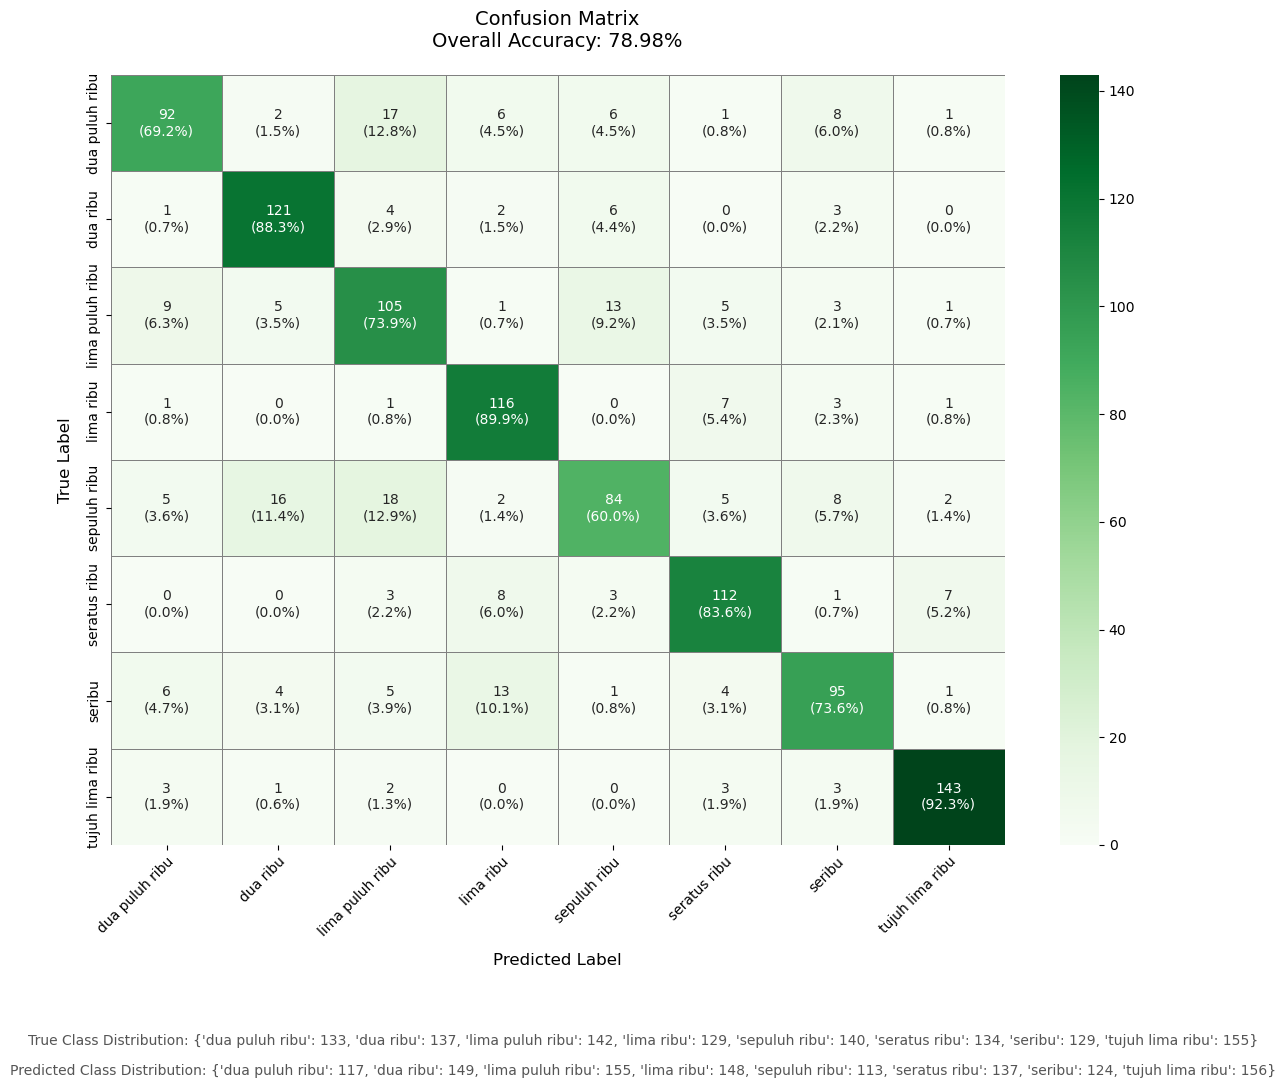 Confusion Matrix
Overall Accuracy: 78.98%
dua puluh ribu 92 2 17 6 6 1 8 1
(69.2%) (1.5%) (12.8%) (4.5%) (4.5%) (0.8%) (6.0%) (0.8%)
dua ribu 1 121 4 2 6 0 3 0
(0.7%) (88.3%) (2.9%) (1.5%) (4.4%) (0.0%) (2.2%) (0.0%)
lima puluh ribu 9 5 105 1 13 5 3 1
(6.3%) (3.5%) (73.9%) (0.7%) (9.2%) (3.5%) (2.1%) (0.7%)
lima ribu 1 0 1 116 0 7 3 1
(0.8%) (0.0%) (0.8%) (89.9%) (0.0%) (5.4%) (2.3%) (0.8%)
sepuluh ribu 5 16 18 2 84 5 8 2
(3.6%) (11.4%) (12.9%) (1.4%) (60.0%) (3.6%) (5.7%) (1.4%)
seratus ribu 0 0 3 8 3 112 1 7
(0.0%) (0.0%) (2.2%) (6.0%) (2.2%) (83.6%) (0.7%) (5.2%)
seribu 6 4 5 13 1 4 95 1
(4.7%) (3.1%) (3.9%) (10.1%) (0.8%) (3.1%) (73.6%) (0.8%)
tujuh lima ribu 3 1 2 0 0 3 3 143
(1.9%) (0.6%) (1.3%) (0.0%) (0.0%) (1.9%) (1.9%) (92.3%)
True Label
dua puluh ribu
dua ribu
lima puluh ribu
lima ribu
sepuluh ribu
seratus ribu
seribu
tujuh lima ribu
Predicted Label
140
120
100
80
60
40
20
0
True Class Distribution: {'dua puluh ribu': 133, 'dua ribu': 137, 'lima puluh ribu': 142, 'lima ribu': 129, 'sepuluh ribu': 140, 'seratus ribu': 134, 'seribu': 129, 'tujuh lima ribu': 155}
Predicted Class Distribution: {'dua puluh ribu': 117, 'dua ribu': 149, 'lima puluh ribu': 155, 'lima ribu': 148, 'sepuluh ribu': 113, 'seratus ribu': 137, 'seribu': 124, 'tujuh lima ribu': 156}